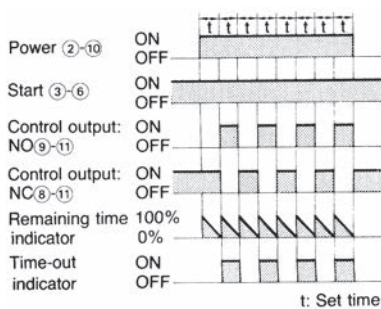 t t t t t t t t
Power ②-⑩ ON
OFF
Start ③-⑥ ON
OFF
Control output: ON
NO⑨-⑪ OFF
Control output: ON
NC⑧-⑪ OFF
Remaining time 100%
indicator 0%
Time-out ON
indicator OFF
t: Set time